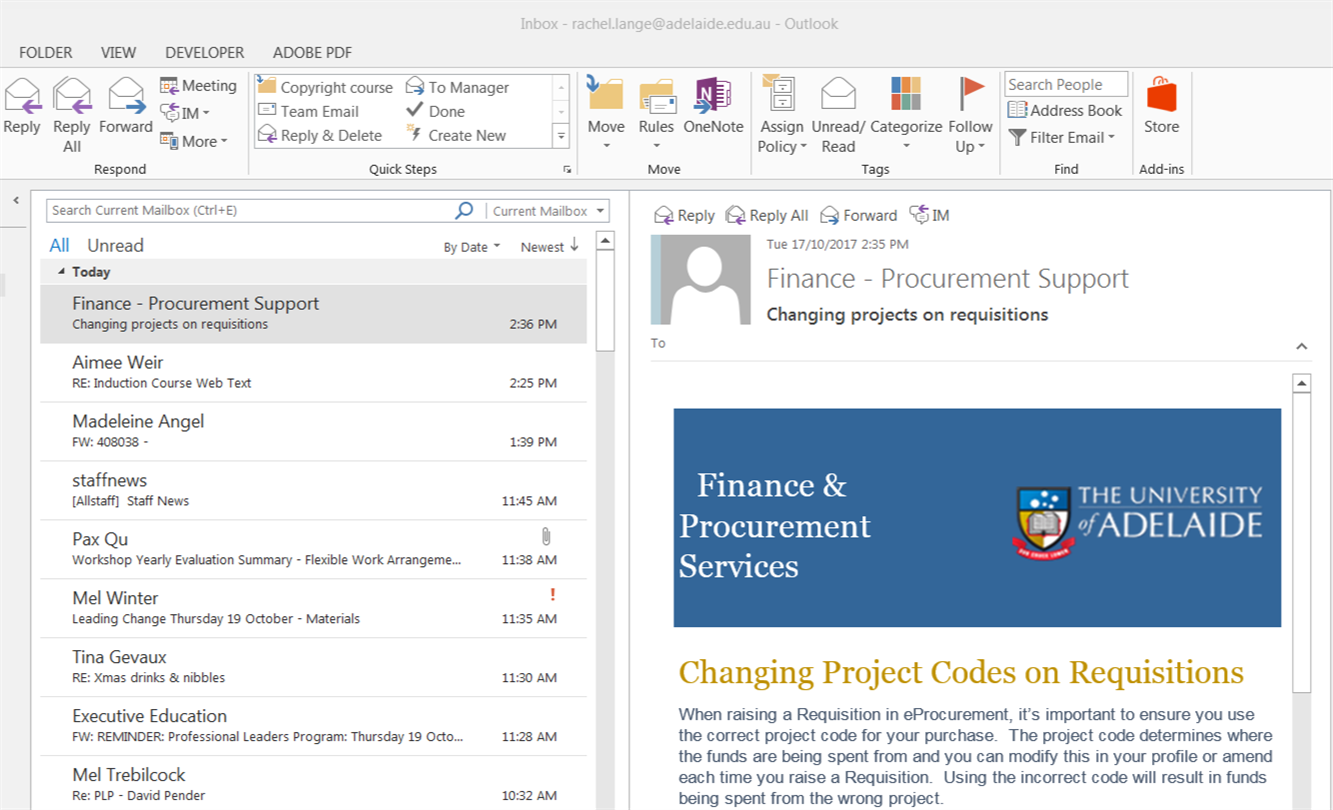 Inbox - rachel.lange@adelaide.edu.au - Outlook
FOLDER VIEW DEVELOPER ADOBE PDF
Reply
Reply All
Forward
Meeting
IM
More
Respond
Copyright course
Team Email
Reply & Delete
To Manager
Done
Create New
Quick Steps
Move
Rules
OneNote
Move
Assign Policy
Unread/ Read
Categorize
Follow Up
Tags
Search People
Address Book
Filter Email
Find
Store
Add-ins
Search Current Mailbox (Ctrl+E) Current Mailbox
All Unread By Date Newest
Today
Finance - Procurement Support
Changing projects on requisitions 2:36 PM
Aimee Weir
RE: Induction Course Web Text 2:25 PM
Madeleine Angel
FW: 408038 - 1:39 PM
staffnews
[Allstaff] Staff News 11:45 AM
Pax Qu
Workshop Yearly Evaluation Summary - Flexible Work Arrangeme... 11:38 AM
Mel Winter !
Leading Change Thursday 19 October - Materials 11:35 AM
Tina Gevaux
RE: Xmas drinks & nibbles 11:30 AM
Executive Education
FW: REMINDER: Professional Leaders Program: Thursday 19 Octo... 11:28 AM
Mel Trebilcock
Re: PLP - David Pender 10:32 AM
Reply Reply All Forward IM
Tue 17/10/2017 2:35 PM
Finance - Procurement Support
Changing projects on requisitions
To
Finance &
Procurement
Services
THE UNIVERSITY
of ADELAIDE
Changing Project Codes on Requisitions
When raising a Requisition in eProcurement, it's important to ensure you use
the correct project code for your purchase.  The project code determines where
the funds are being spent from and you can modify this in your profile or amend
each time you raise a Requisition.  Using the incorrect code will result in funds
being spent from the wrong project.